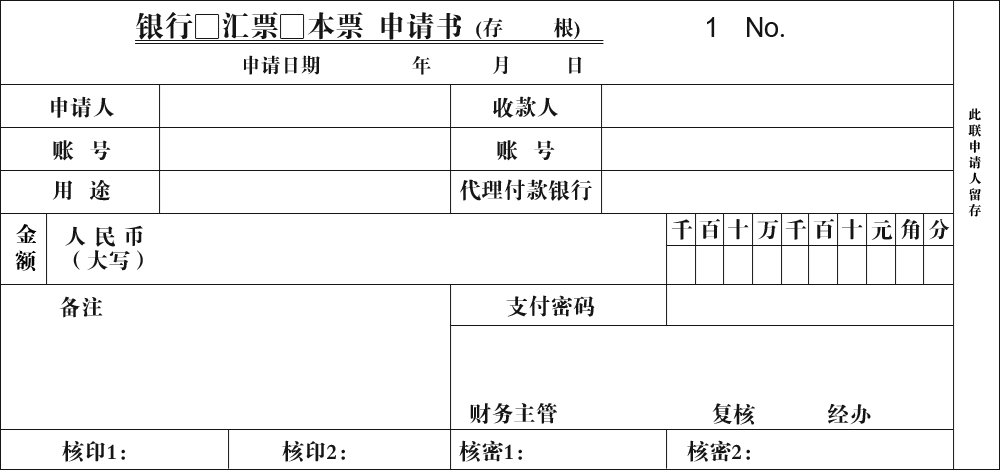 银行□汇票□本票 申请书 (存 根) 1 No.
申请日期 年 月 日
申请人 收款人
账 号 账 号
用 途 代理付款银行
金额 人民币（大写） 千 百 十 万 千 百 十 元 角 分
备注 支付密码
财务主管 复核 经办
核印1： 核印2： 核密1： 核密2：
此联申请人留存